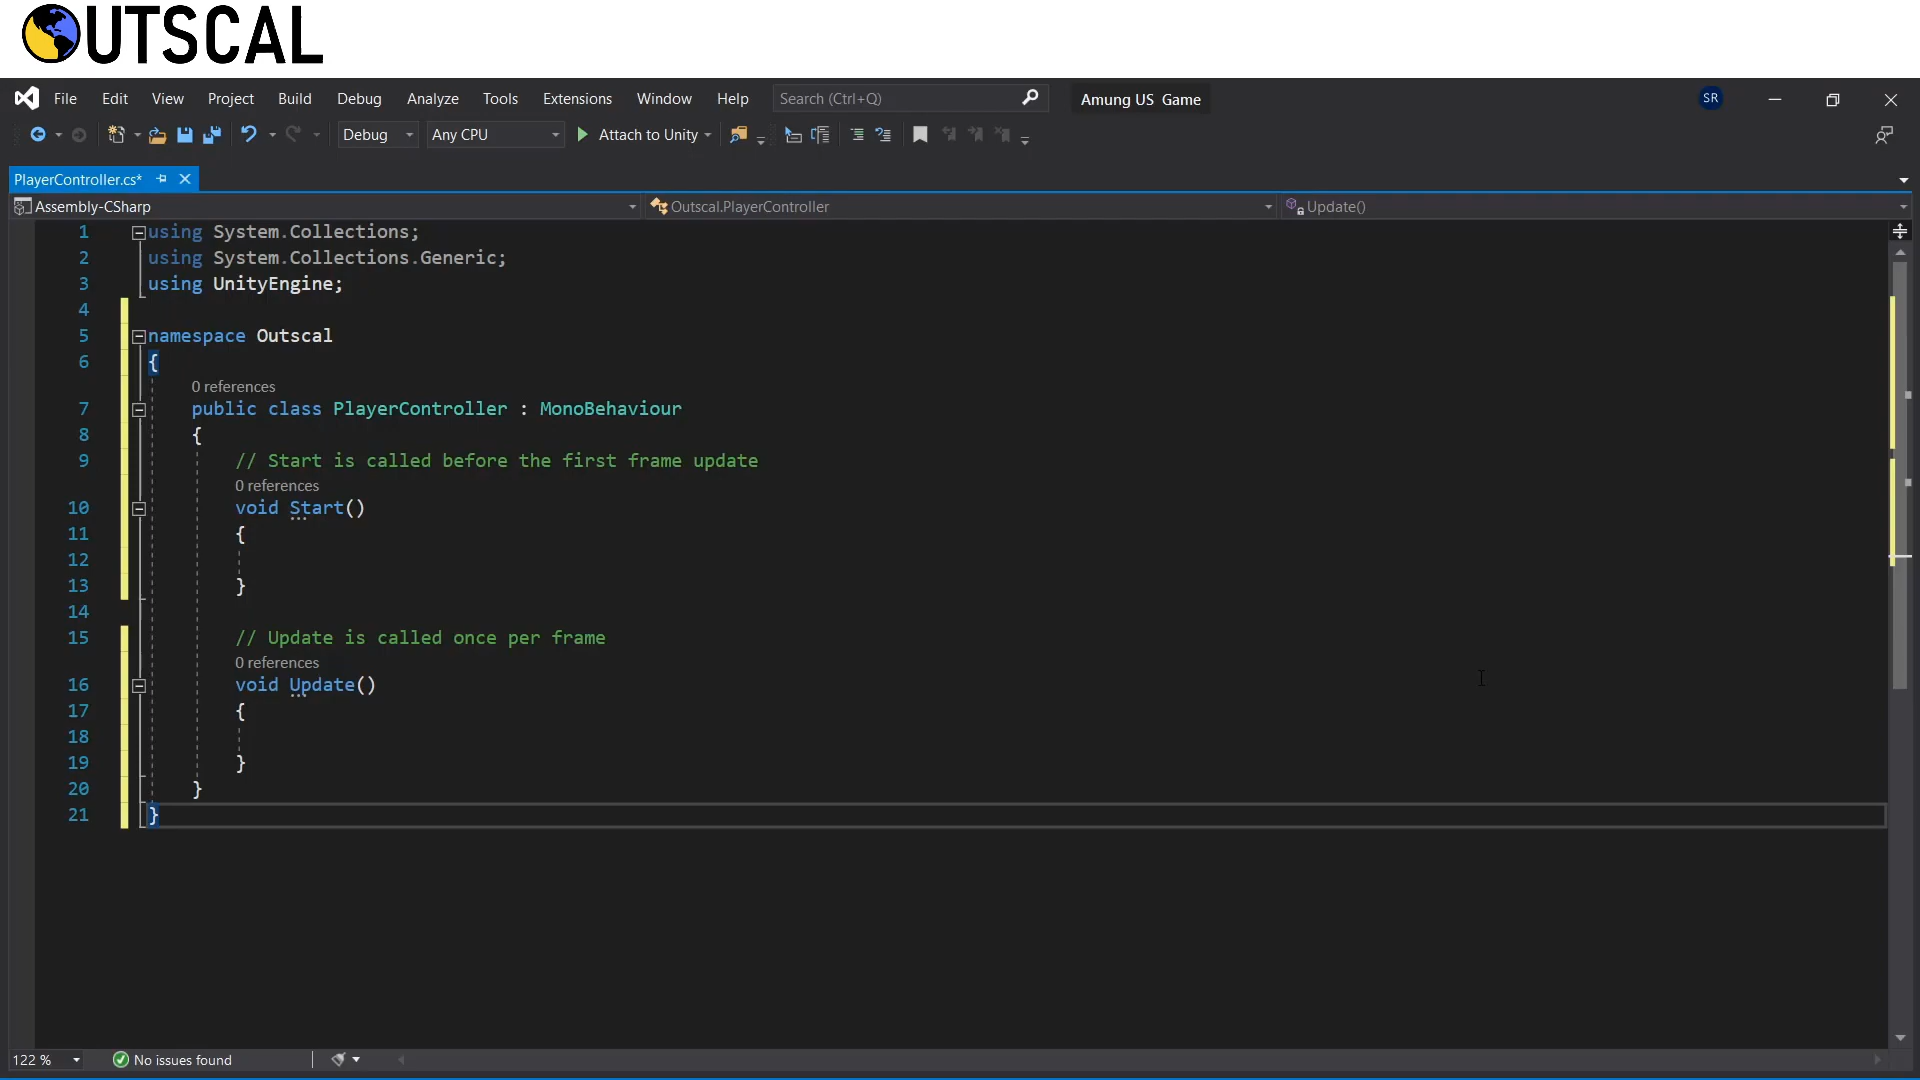 OUTSCAL
File Edit View Project Build Debug Analyze Tools Extensions Window Help Search (Ctrl+Q) Amung US Game SR
Debug Any CPU Attach to Unity
PlayerController.cs*
Assembly-CSharp Outscal.PlayerController Update()
1 using System.Collections;
2 using System.Collections.Generic;
3 using UnityEngine;
4
5 namespace Outscal
6 {
0 references
7 public class PlayerController : MonoBehaviour
8 {
9 // Start is called before the first frame update
0 references
10 void Start()
11 {
12
13 }
14
15 // Update is called once per frame
0 references
16 void Update()
17 {
18
19 }
20 }
21 }
122 % No issues found